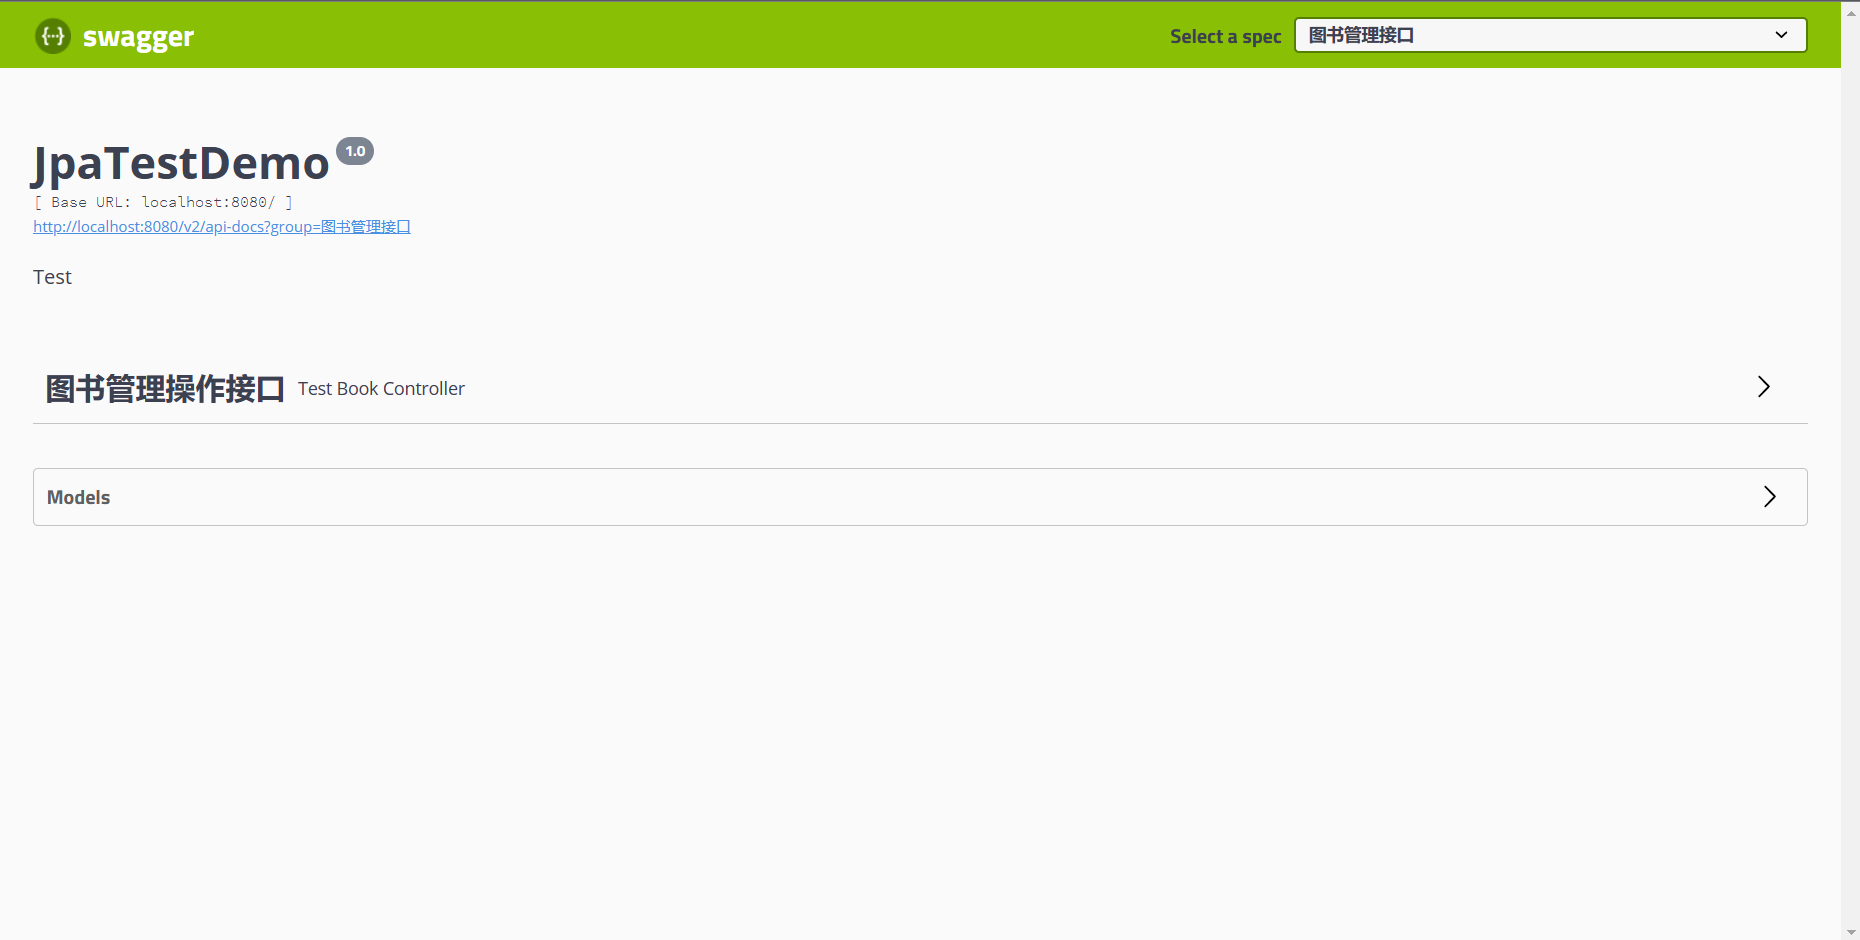 {···} swagger
Select a spec
图书管理接口
JpaTestDemo 1.0
[ Base URL: localhost:8080/ ]
http://localhost:8080/v2/api-docs?group=图书管理接口
Test
图书管理操作接口 Test Book Controller
Models